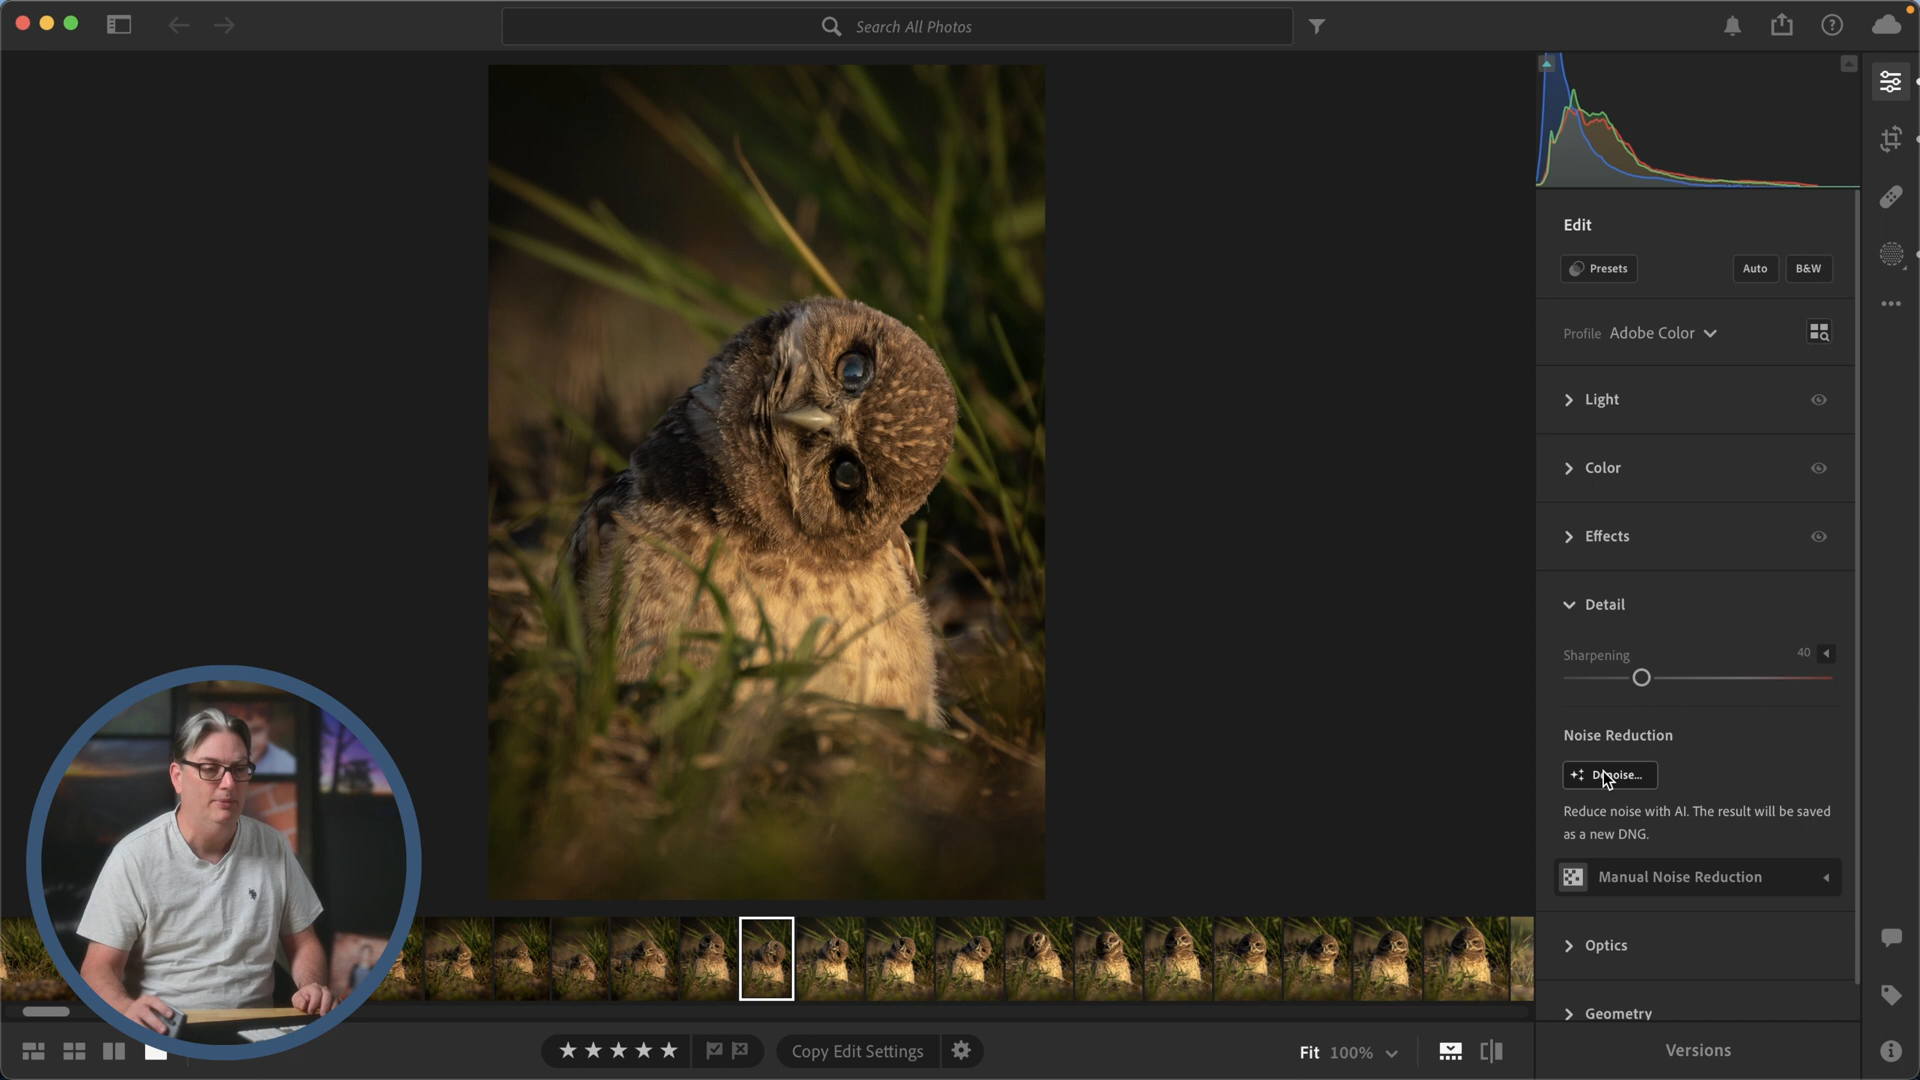 Search All Photos
Edit
Presets
Auto
B&W
Profile Adobe Color
Light
Color
Effects
Detail
Sharpening 40
Noise Reduction
Denoise...
Reduce noise with AI. The result will be saved
as a new DNG.
Manual Noise Reduction
Optics
Geometry
Copy Edit Settings
Fit 100%
Versions